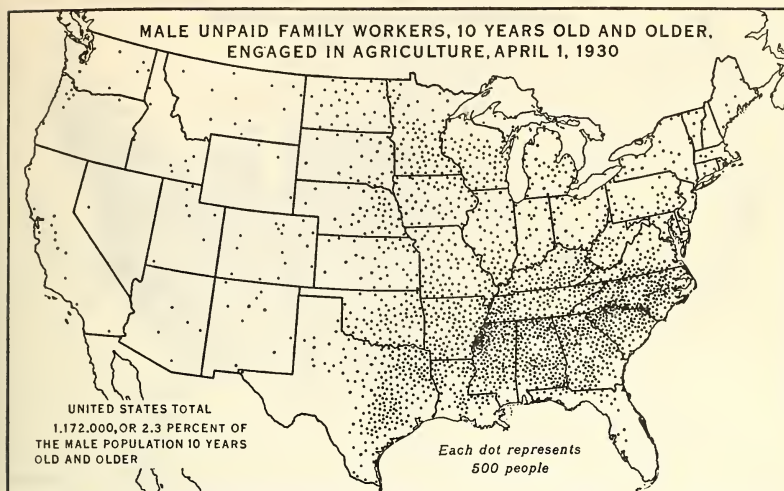 MALE UNPAID FAMILY WORKERS, 10 YEARS OLD AND OLDER,
ENGAGED IN AGRICULTURE, APRIL 1, 1930
UNITED STATES TOTAL
1.172.000, OR 2.3 PERCENT OF
THE MALE POPULATION 10 YEARS
OLD AND OLDER
Each dot represents
500 people